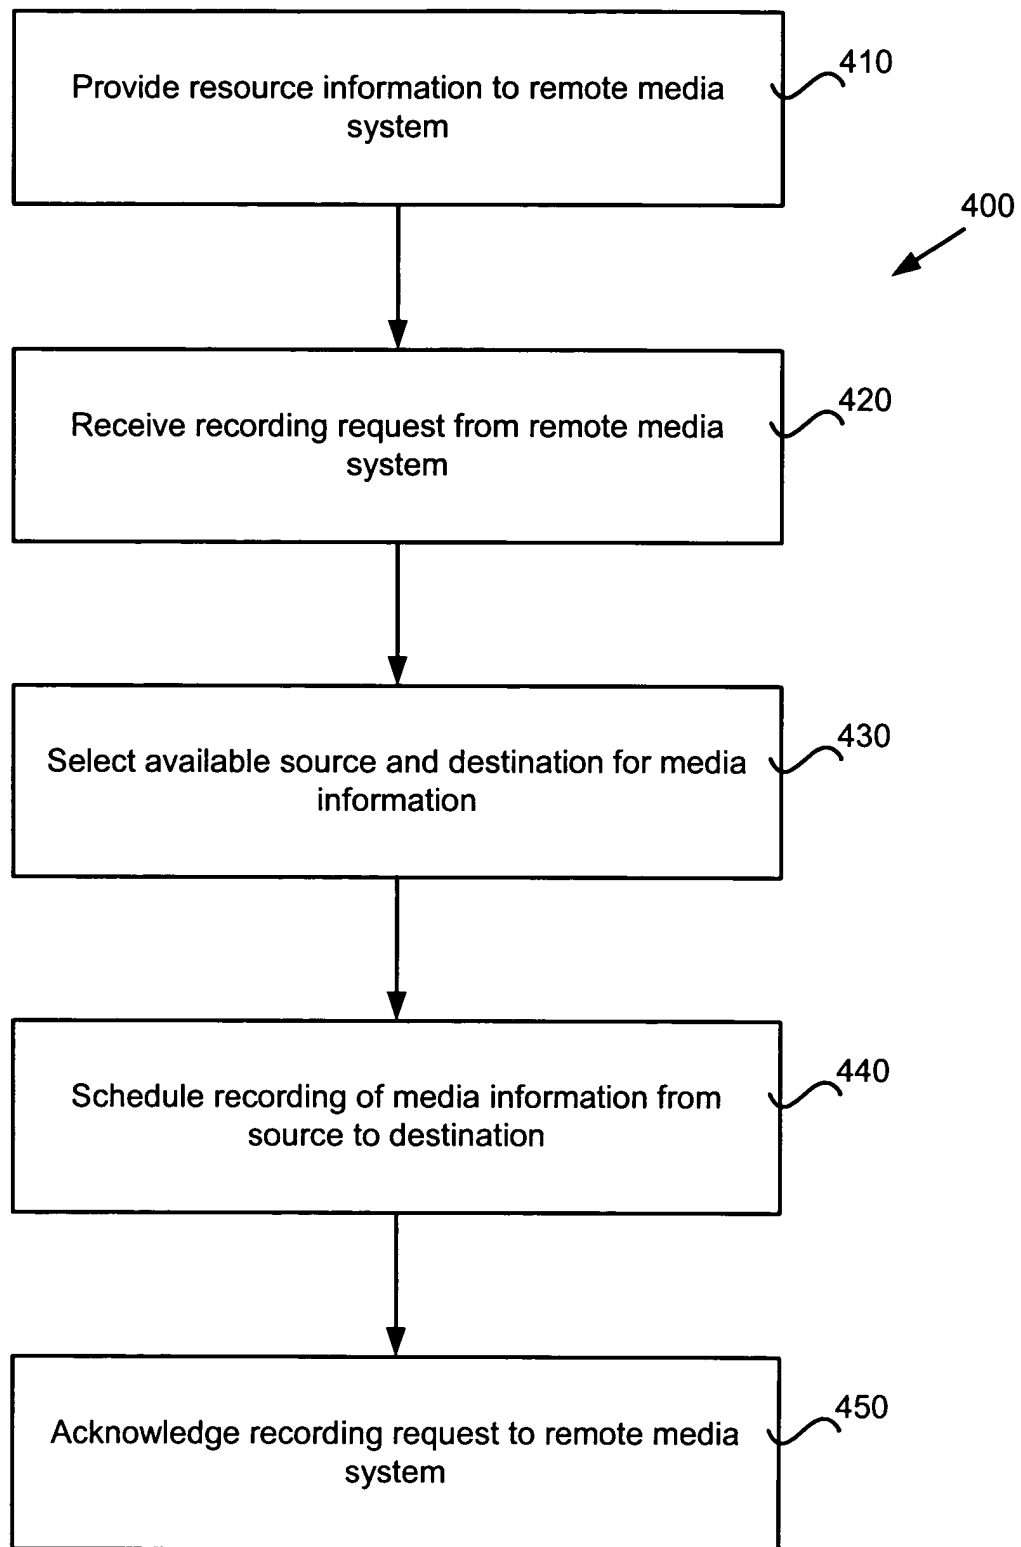 Provide resource information to remote media
system
410
400
Receive recording request from remote media
system
420
Select available source and destination for media
information
430
Schedule recording of media information from
source to destination
440
Acknowledge recording request to remote media
system
450